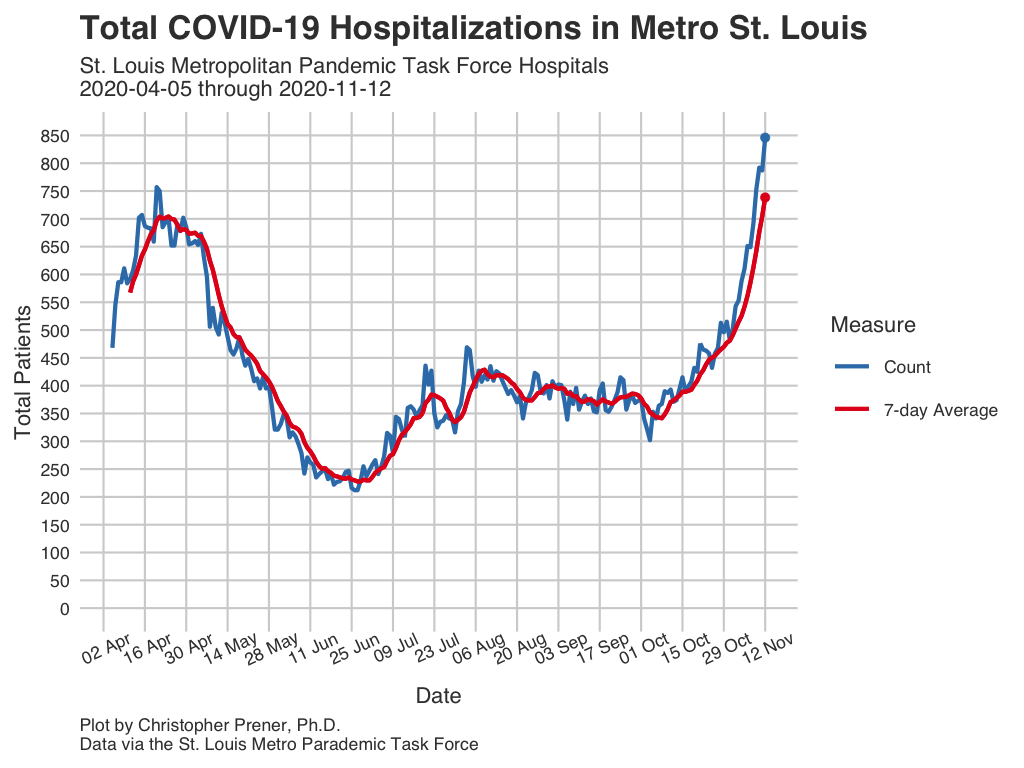 Total COVID-19 Hospitalizations in Metro St. Louis
St. Louis Metropolitan Pandemic Task Force Hospitals
2020-04-05 through 2020-11-12
850
800
750
700
650
600
550
500
450
400
350
300
250
200
150
100
50
0
Total Patients
02 Apr
16 Apr
30 Apr
14 May
28 May
11 Jun
25 Jun
09 Jul
23 Jul
06 Aug
20 Aug
03 Sep
17 Sep
01 Oct
15 Oct
29 Oct
12 Nov
Date
Measure
Count
7-day Average
Plot by Christopher Prener, Ph.D.
Data via the St. Louis Metro Parademic Task Force